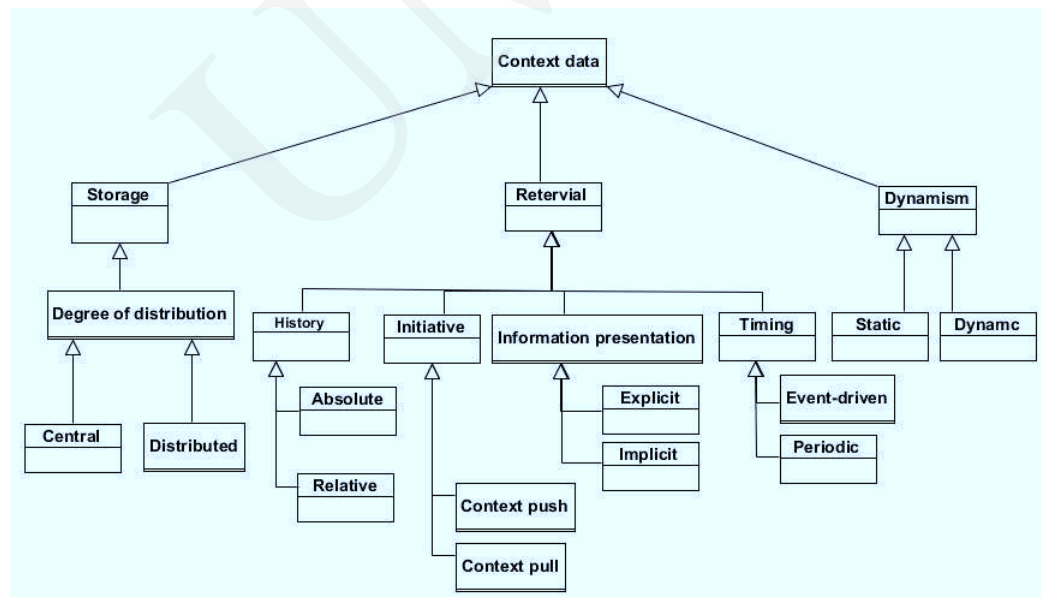 Context data
Storage
Retervial
Dynamism
Degree of distribution
History
Initiative
Information presentation
Timing
Static
Dynamc
Absolute
Explicit
Event-driven
Central
Distributed
Implicit
Periodic
Relative
Context push
Context pull